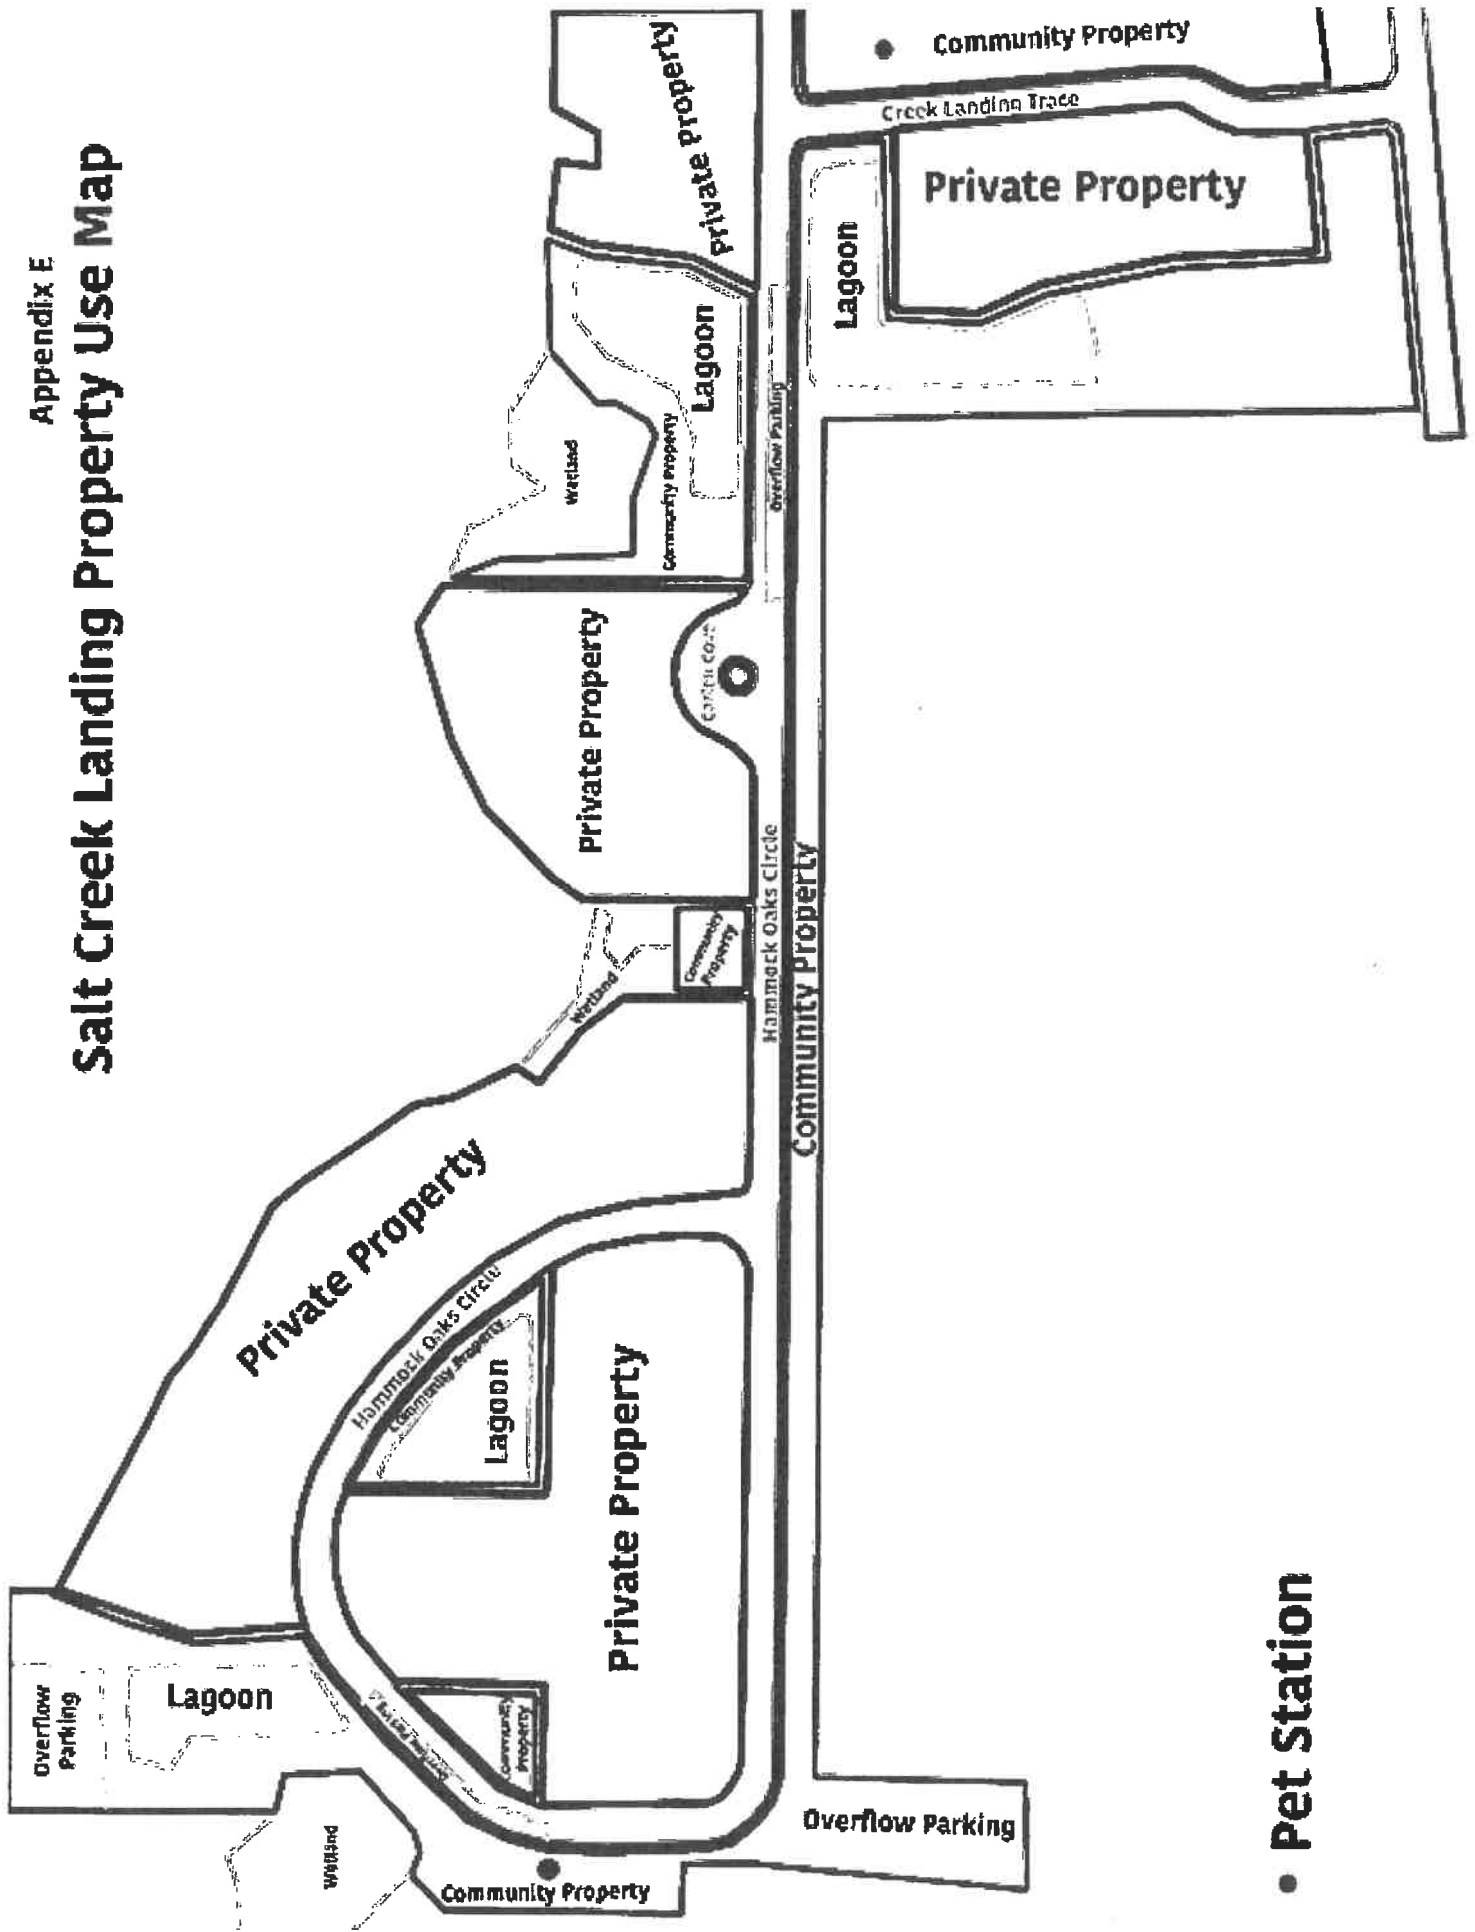 Appendix E
Salt Creek Landing Property Use Map
Overflow
Parking
Lagoon
Wetland
Community Property
Private Property
Hammock Oaks Circle
Community Property
Lagoon
Community
Property
Private Property
Overflow Parking
Wetland
Community
Property
Private Property
Hammock Oaks Circle
Community Property
Wetland
Community Property
Lagoon
Overflow Parking
Private Property
Lagoon
Private Property
Creek Landing Trace
Community Property
Pet Station